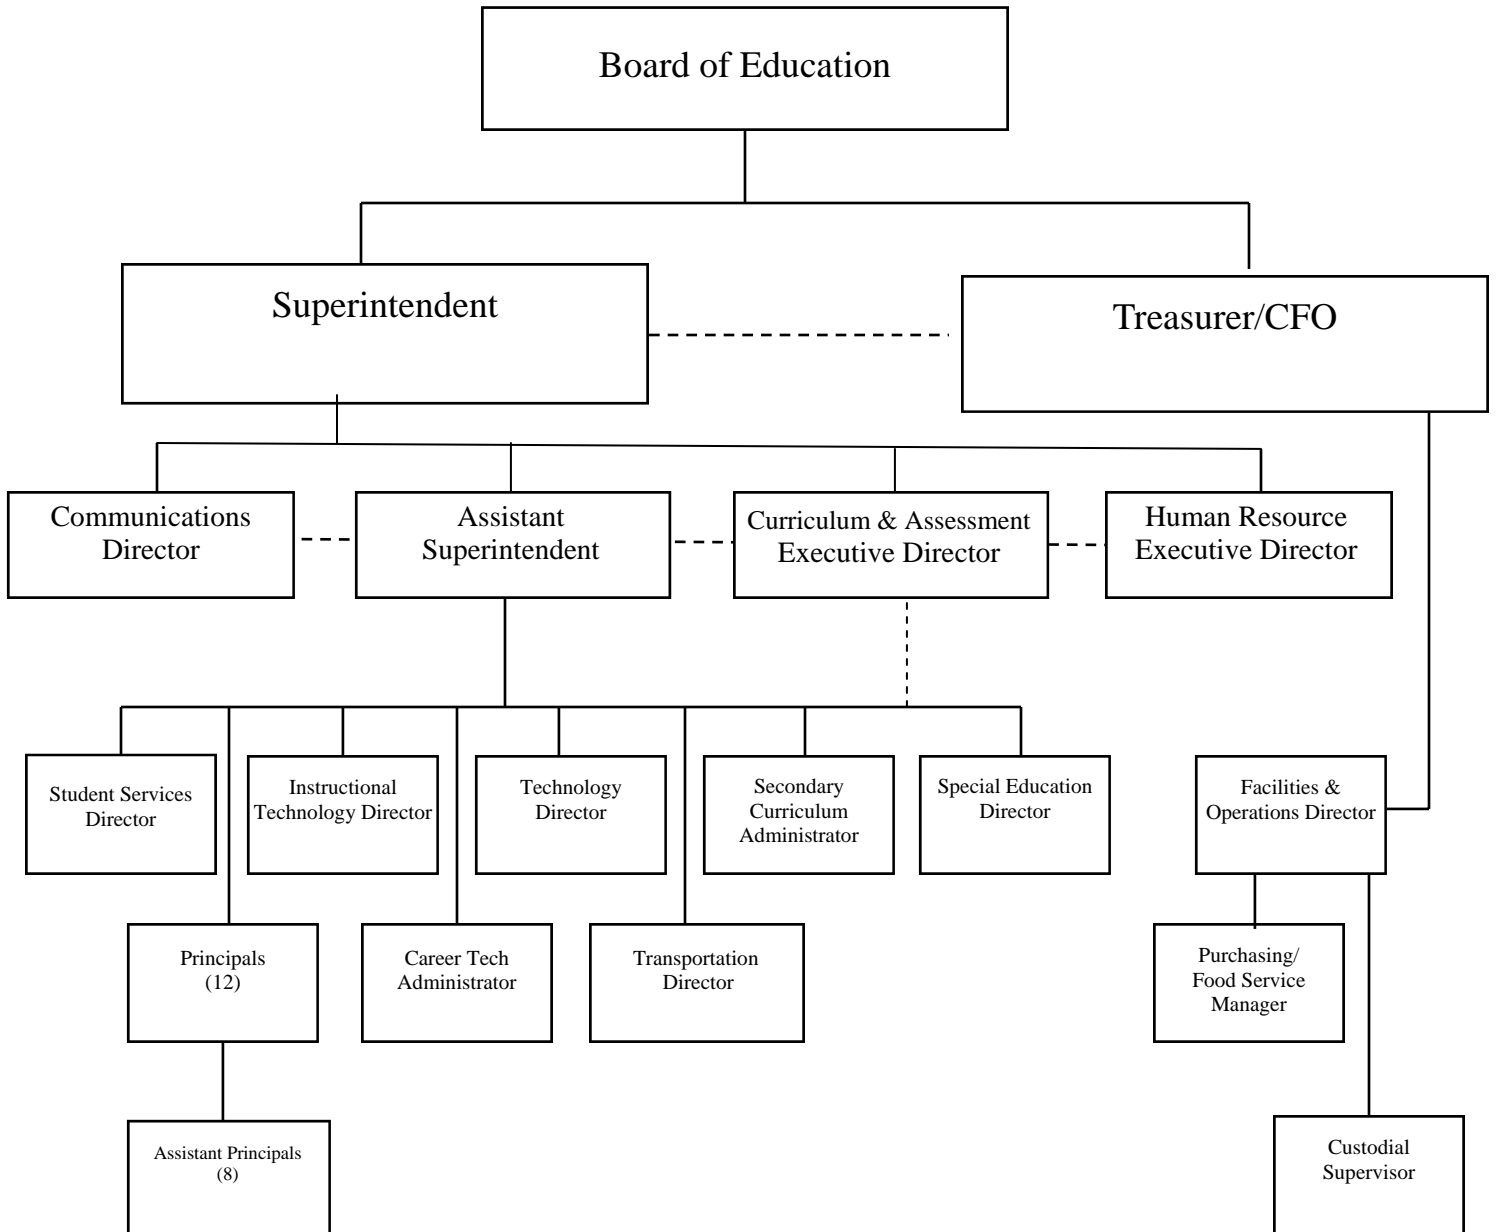 Board of Education
Superintendent
Treasurer/CFO
Communications
Director
Assistant
Superintendent
Curriculum & Assessment
Executive Director
Human Resource
Executive Director
Student Services
Director
Instructional
Technology Director
Technology
Director
Secondary
Curriculum
Administrator
Special Education
Director
Facilities &
Operations Director
Principals
(12)
Career Tech
Administrator
Transportation
Director
Purchasing/
Food Service
Manager
Assistant Principals
(8)
Custodial
Supervisor